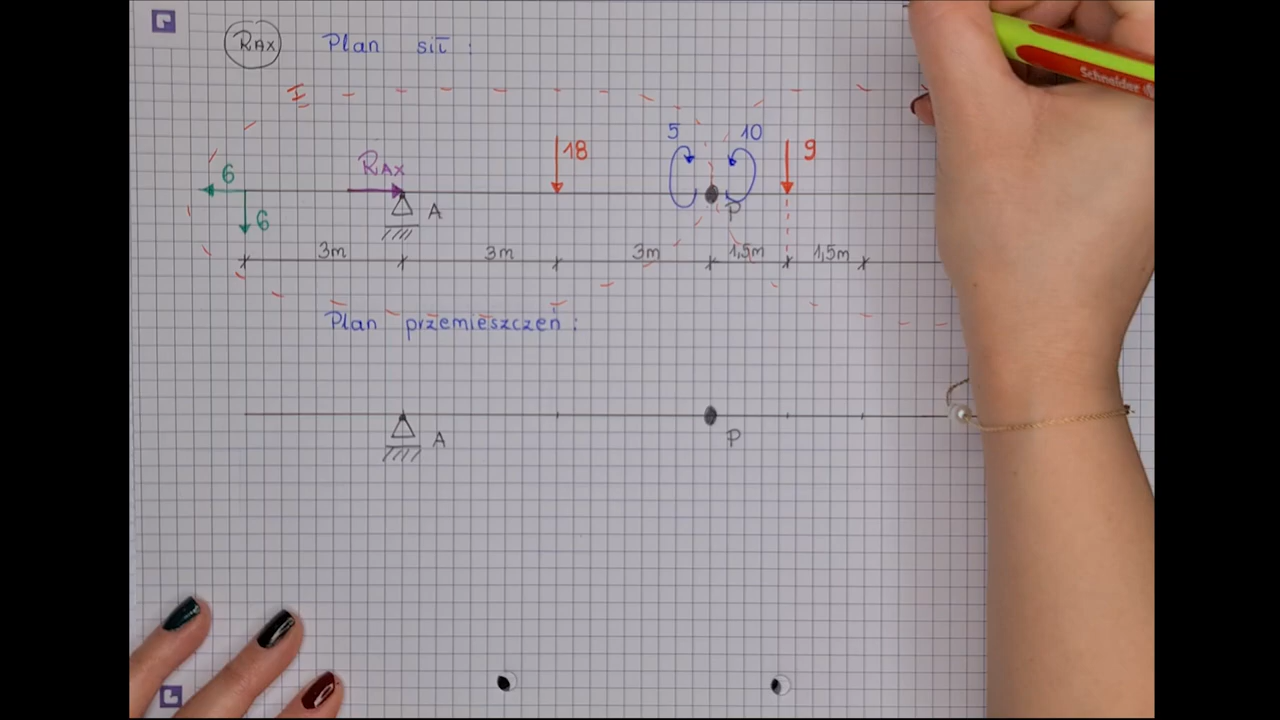 RAX Plan sił :
I
5 10
18 9
RAX
6
A P
6
3m 3m 3m 1,5m 1,5m
Plan przemieszczeń :
A P
Schneider